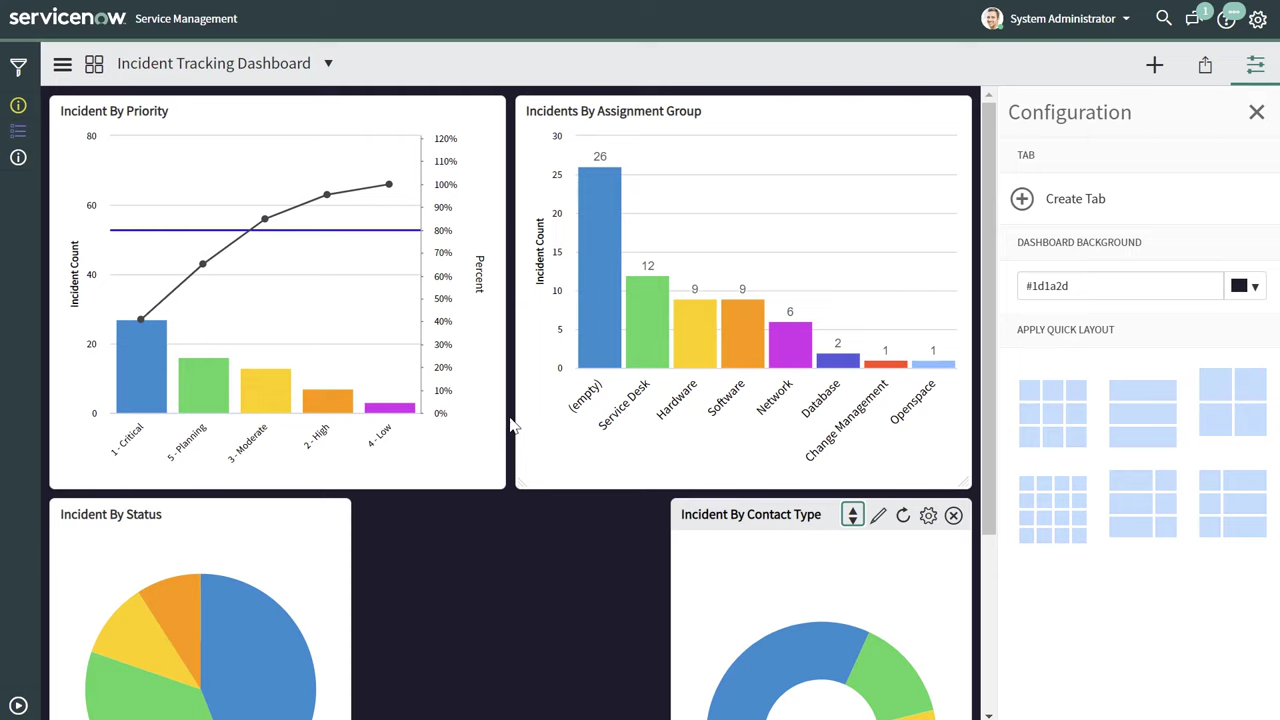 servicenow. Service Management
System Administrator
1
Incident Tracking Dashboard
Incident By Priority
80
60
40
20
0
Incident Count
120%
110%
100%
90%
80%
70%
60%
50%
40%
30%
20%
10%
0%
Percent
1 - Critical
5 - Planning
3 - Moderate
2 - High
4 - Low
Incidents By Assignment Group
30
25
20
15
10
5
0
Incident Count
26
12
9
9
6
2
1
1
(empty)
Service Desk
Hardware
Software
Network
Database
Change Management
Openspace
Incident By Status
Incident By Contact Type
Configuration
TAB
Create Tab
DASHBOARD BACKGROUND
#1d1a2d
APPLY QUICK LAYOUT